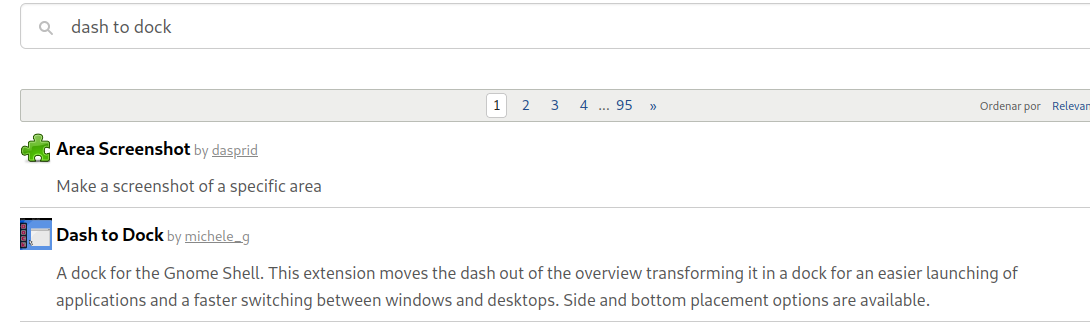 dash to dock
1 2 3 4 ... 95 »
Ordenar por Relevan
Area Screenshot by dasprid
Make a screenshot of a specific area
Dash to Dock by michele_g
A dock for the Gnome Shell. This extension moves the dash out of the overview transforming it in a dock for an easier launching of
applications and a faster switching between windows and desktops. Side and bottom placement options are available.